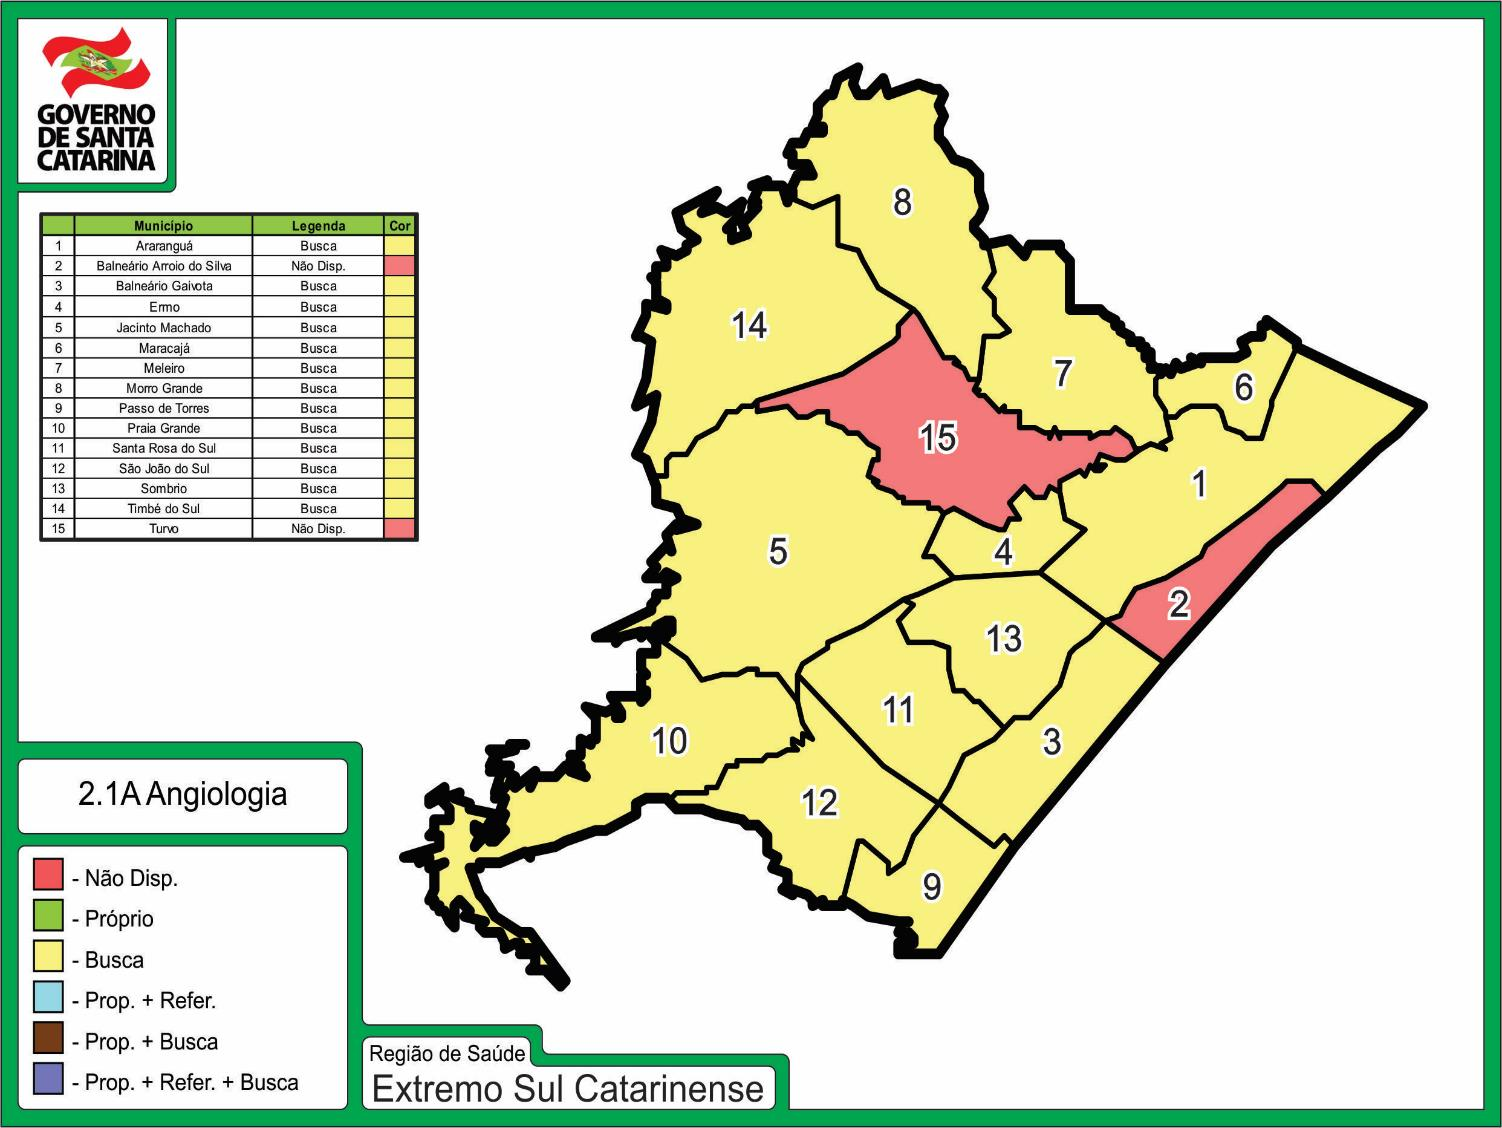 GOVERNO
DE SANTA
CATARINA
Município Legenda Cor
1 Araranguá Busca
2 Balneário Arroio do Silva Não Disp.
3 Balneário Gaivota Busca
4 Ermo Busca
5 Jacinto Machado Busca
6 Maracajá Busca
7 Meleiro Busca
8 Morro Grande Busca
9 Passo de Torres Busca
10 Praia Grande Busca
11 Santa Rosa do Sul Busca
12 São João do Sul Busca
13 Sombrio Busca
14 Timbé do Sul Busca
15 Turvo Não Disp.
8
14
7
6
15
1
5
4
2
13
11
10
3
12
9
2.1A Angiologia
- Não Disp.
- Próprio
- Busca
- Prop. + Refer.
- Prop. + Busca
- Prop. + Refer. + Busca
Região de Saúde
Extremo Sul Catarinense